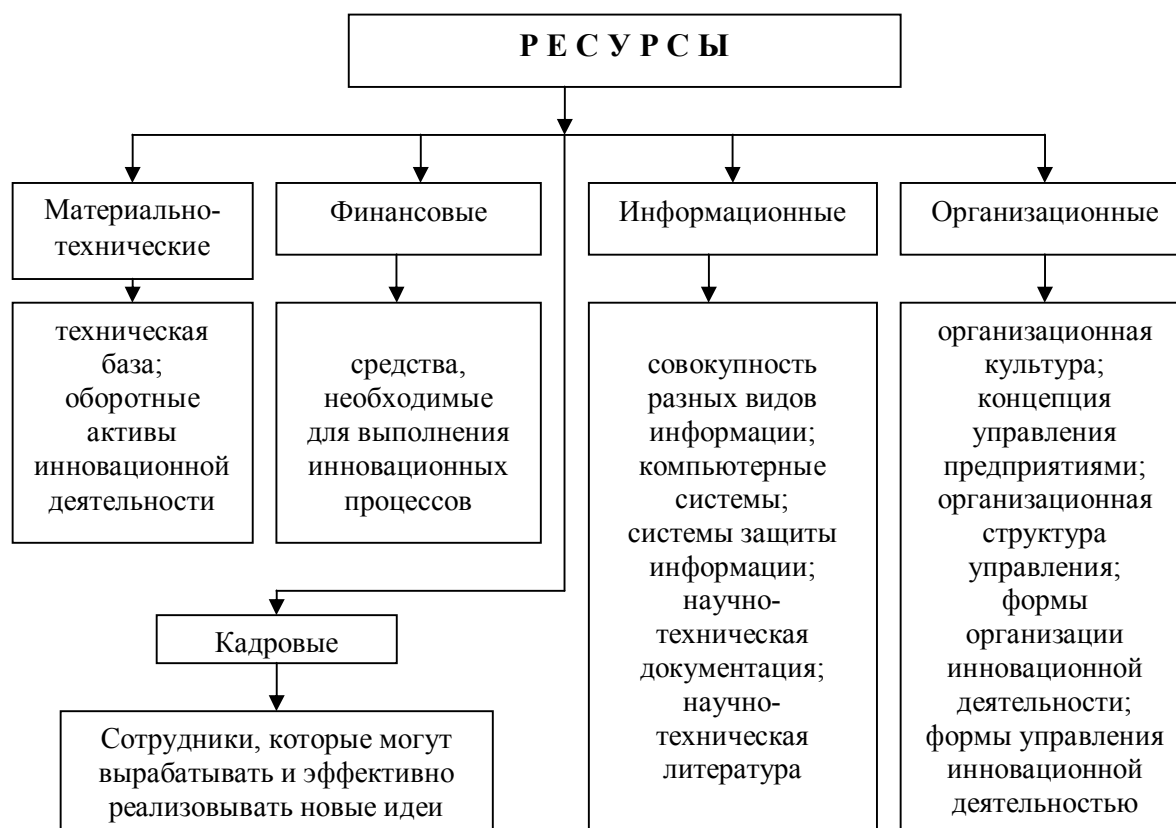 Р Е С У Р С Ы
Материально-
технические
Финансовые
Информационные
Организационные
техническая
база;
оборотные
активы
инновационной
деятельности
средства,
необходимые
для выполнения
инновационных
процессов
совокупность
разных видов
информации;
компьютерные
системы;
системы защиты
информации;
научно-
техническая
документация;
научно-
техническая
литература
организационная
культура;
концепция
управления
предприятиями;
организационная
структура
управления;
формы
организации
инновационной
деятельности;
формы управления
инновационной
деятельностью
Кадровые
Сотрудники, которые могут
вырабатывать и эффективно
реализовывать новые идеи